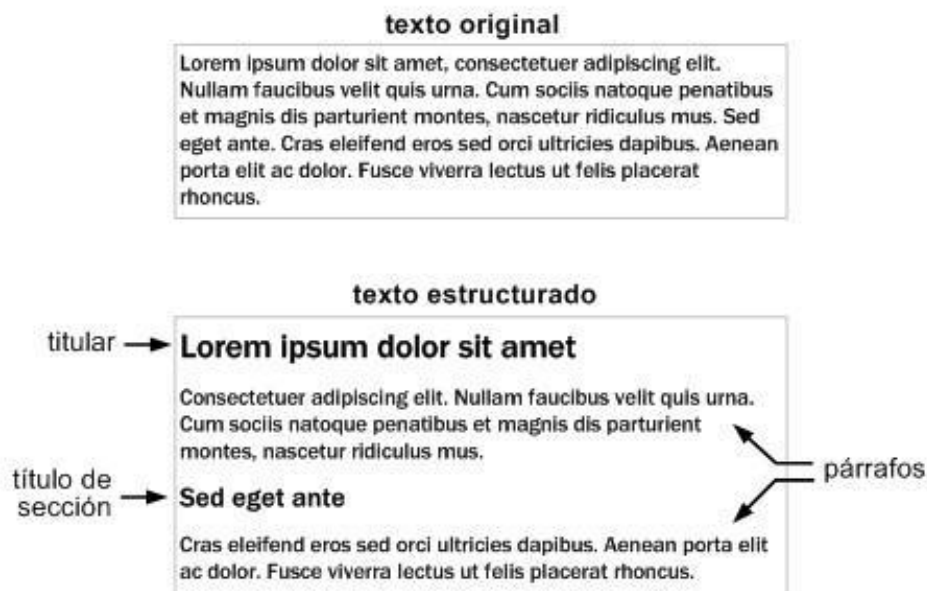 texto original
Lorem ipsum dolor sit amet, consectetuer adipiscing elit.
Nullam faucibus velit quis urna. Cum sociis natoque penatibus
et magnis dis parturient montes, nascetur ridiculus mus. Sed
eget ante. Cras eleifend eros sed orci ultricies dapibus. Aenean
porta elit ac dolor. Fusce viverra lectus ut felis placerat
rhoncus.
texto estructurado
titular
Lorem ipsum dolor sit amet
Consectetuer adipiscing elit. Nullam faucibus velit quis urna.
Cum sociis natoque penatibus et magnis dis parturient
montes, nascetur ridiculus mus.
párrafos
título de
sección
Sed eget ante
Cras eleifend eros sed orci ultricies dapibus. Aenean porta elit
ac dolor. Fusce viverra lectus ut felis placerat rhoncus.